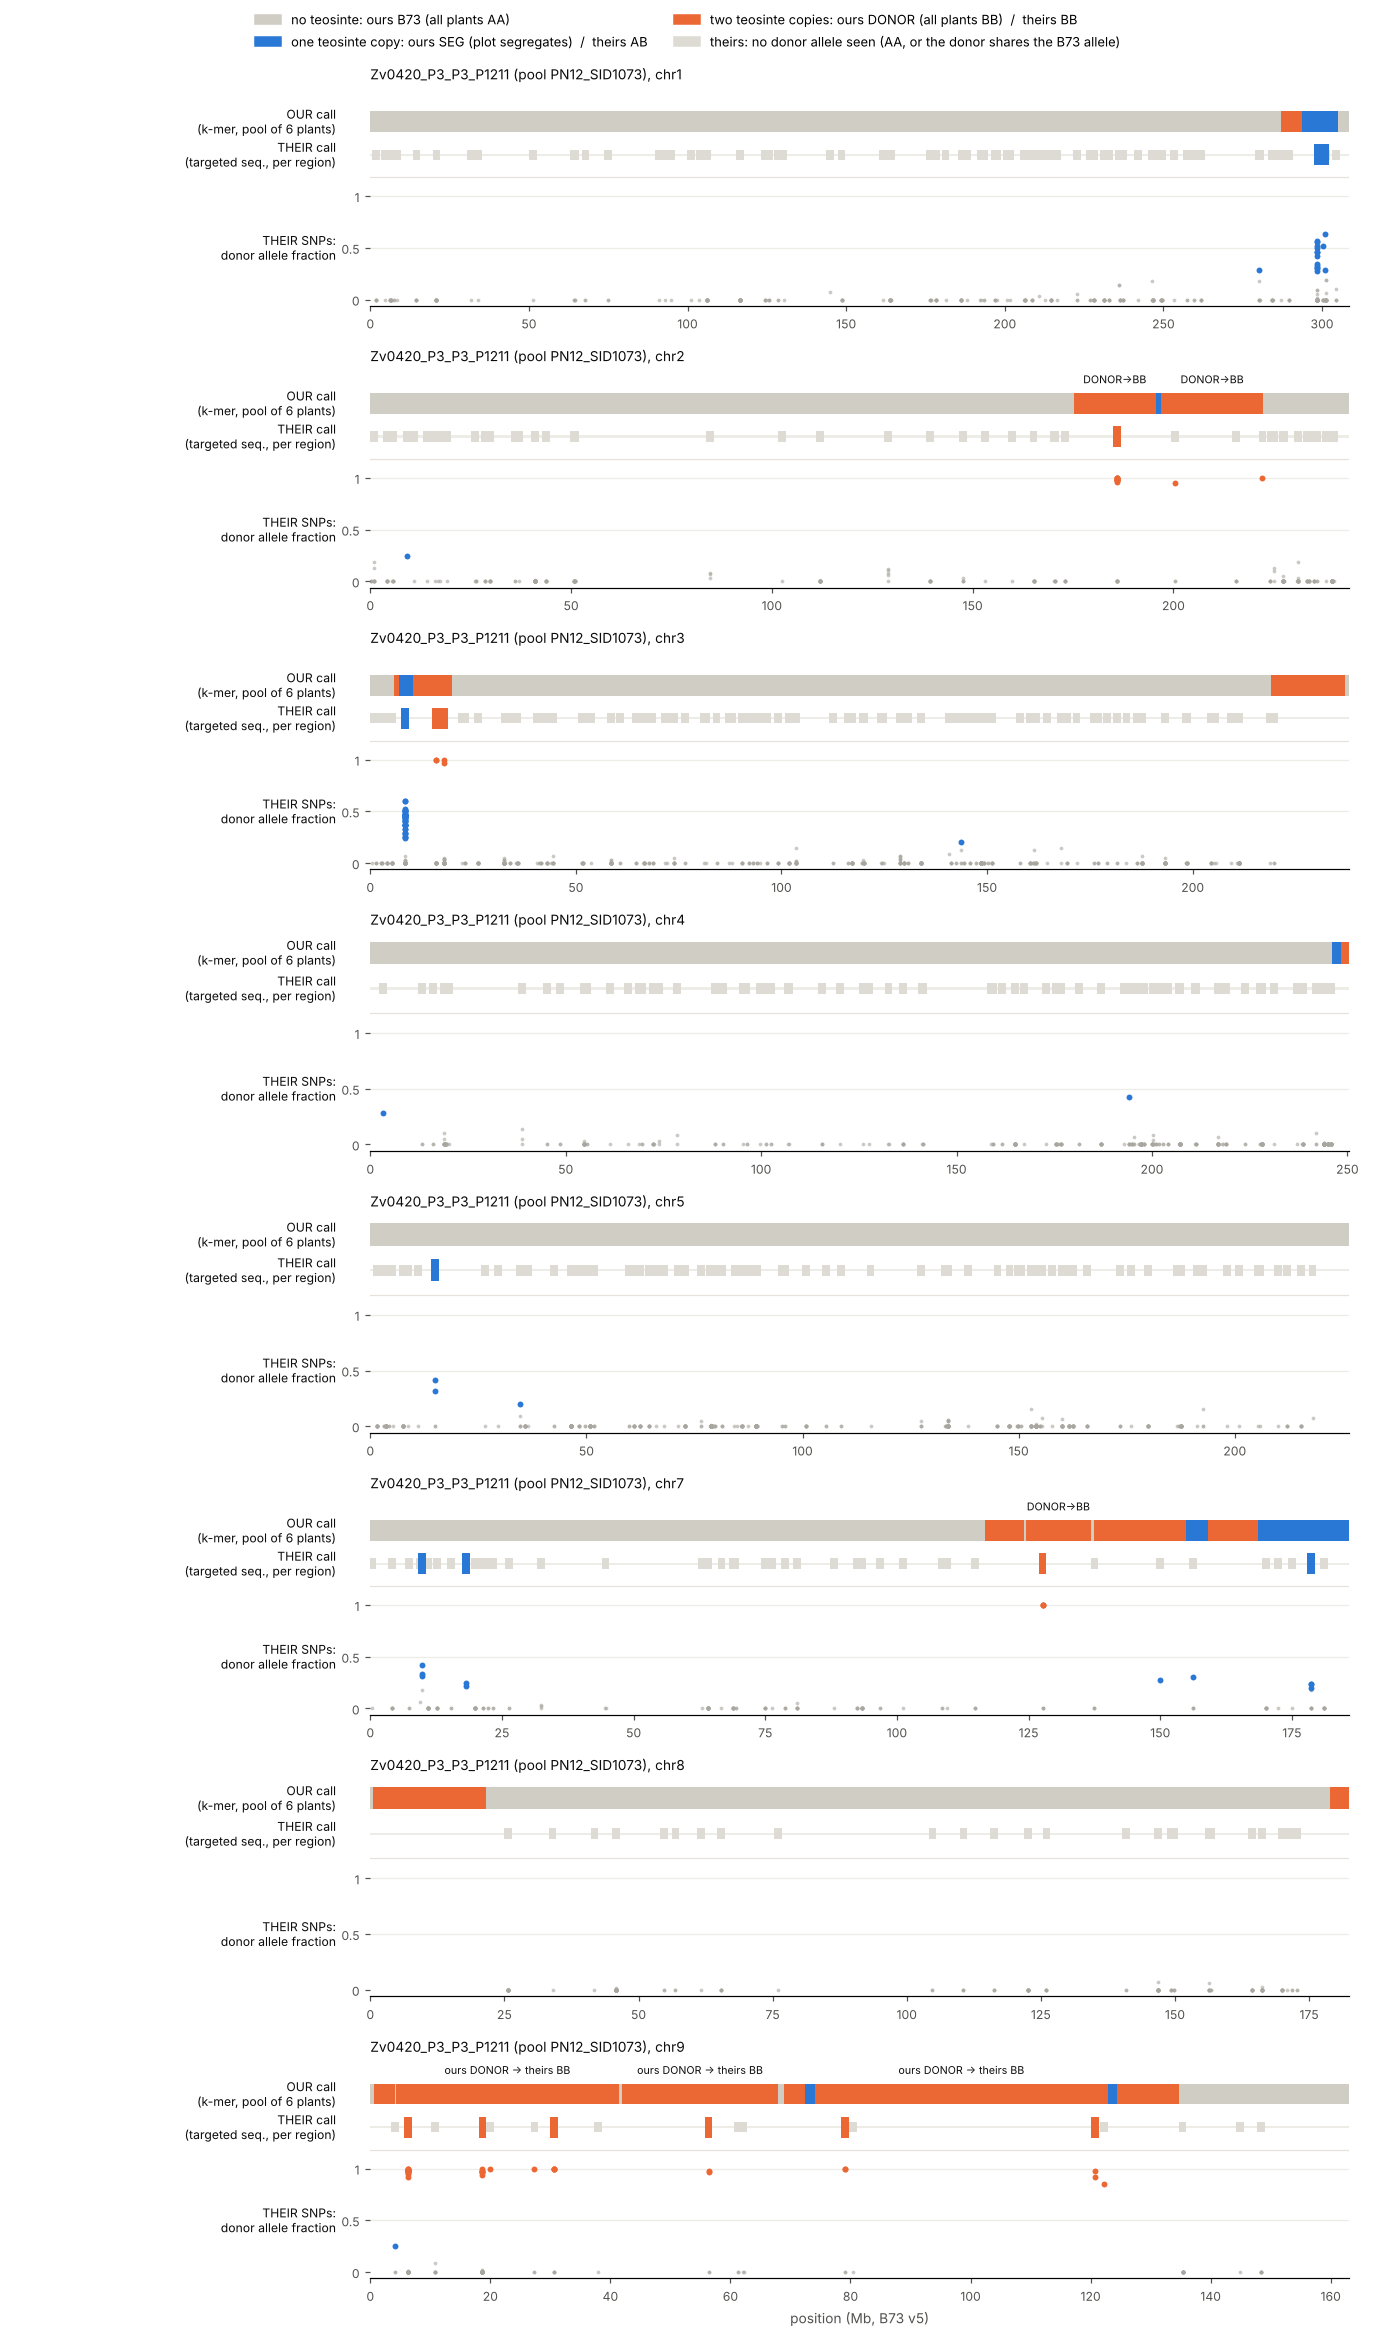 no teosinte: ours B73 (all plants AA)
two teosinte copies: ours DONOR (all plants BB)  /  theirs BB
one teosinte copy: ours SEG (plot segregates)  /  theirs AB
theirs: no donor allele seen (AA, or the donor shares the B73 allele)
Zv0420_P3_P3_P1211 (pool PN12_SID1073), chr1
OUR call
(k-mer, pool of 6 plants)
THEIR call
(targeted seq., per region)
1
THEIR SNPs:
donor allele fraction
0.5
0
0 50 100 150 200 250 300
Zv0420_P3_P3_P1211 (pool PN12_SID1073), chr2
DONOR→BB DONOR→BB
OUR call
(k-mer, pool of 6 plants)
THEIR call
(targeted seq., per region)
1
THEIR SNPs:
donor allele fraction
0.5
0
0 50 100 150 200
Zv0420_P3_P3_P1211 (pool PN12_SID1073), chr3
OUR call
(k-mer, pool of 6 plants)
THEIR call
(targeted seq., per region)
1
THEIR SNPs:
donor allele fraction
0.5
0
0 50 100 150 200
Zv0420_P3_P3_P1211 (pool PN12_SID1073), chr4
OUR call
(k-mer, pool of 6 plants)
THEIR call
(targeted seq., per region)
1
THEIR SNPs:
donor allele fraction
0.5
0
0 50 100 150 200 250
Zv0420_P3_P3_P1211 (pool PN12_SID1073), chr5
OUR call
(k-mer, pool of 6 plants)
THEIR call
(targeted seq., per region)
1
THEIR SNPs:
donor allele fraction
0.5
0
0 50 100 150 200
Zv0420_P3_P3_P1211 (pool PN12_SID1073), chr7
DONOR→BB
OUR call
(k-mer, pool of 6 plants)
THEIR call
(targeted seq., per region)
1
THEIR SNPs:
donor allele fraction
0.5
0
0 25 50 75 100 125 150 175
Zv0420_P3_P3_P1211 (pool PN12_SID1073), chr8
OUR call
(k-mer, pool of 6 plants)
THEIR call
(targeted seq., per region)
1
THEIR SNPs:
donor allele fraction
0.5
0
0 25 50 75 100 125 150 175
Zv0420_P3_P3_P1211 (pool PN12_SID1073), chr9
ours DONOR → theirs BB ours DONOR → theirs BB ours DONOR → theirs BB
OUR call
(k-mer, pool of 6 plants)
THEIR call
(targeted seq., per region)
1
THEIR SNPs:
donor allele fraction
0.5
0
0 20 40 60 80 100 120 140 160
position (Mb, B73 v5)